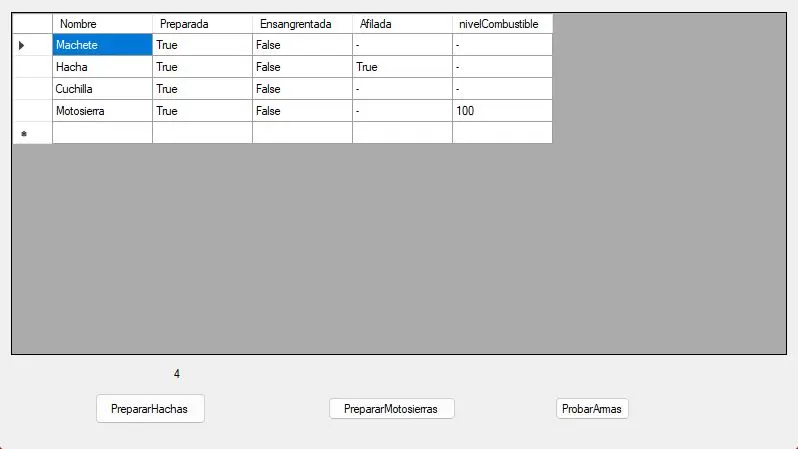 Nombre Preparada Ensangrentada Afilada nivelCombustible
Machete True False - -
Hacha True False True -
Cuchilla True False - -
Motosierra True False - 100
4
PrepararHachas PrepararMotosierras ProbarArmas